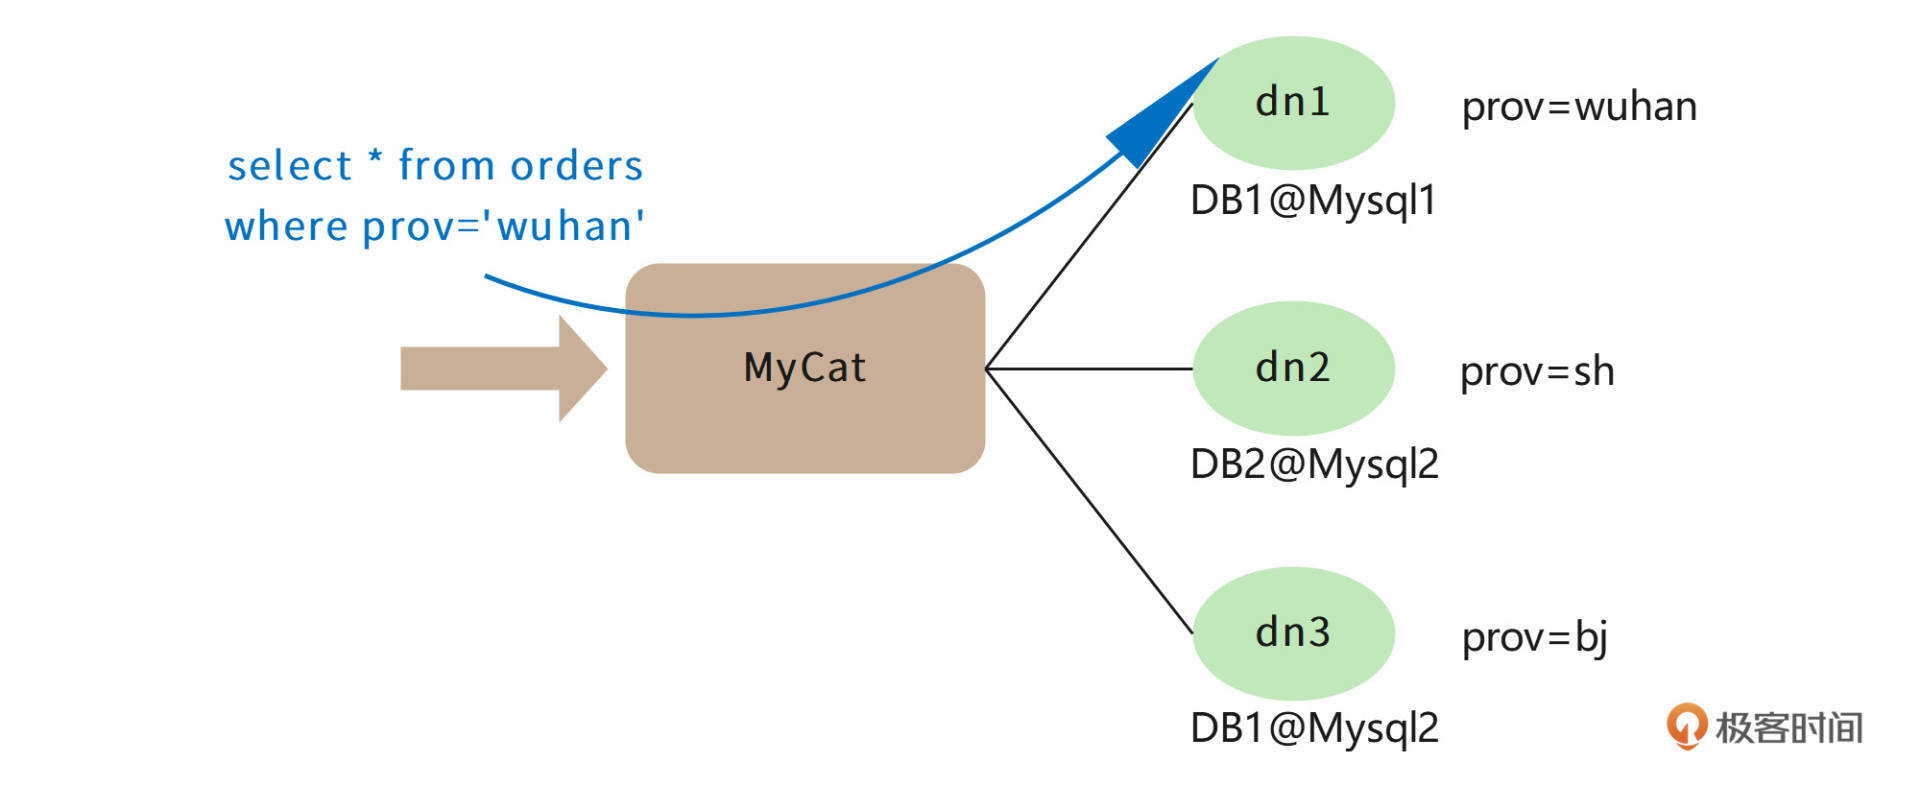 select * from orders
where prov='wuhan'
MyCat
dn1
prov=wuhan
DB1@Mysql1
dn2
prov=sh
DB2@Mysql2
dn3
prov=bj
DB1@Mysql2
极客时间